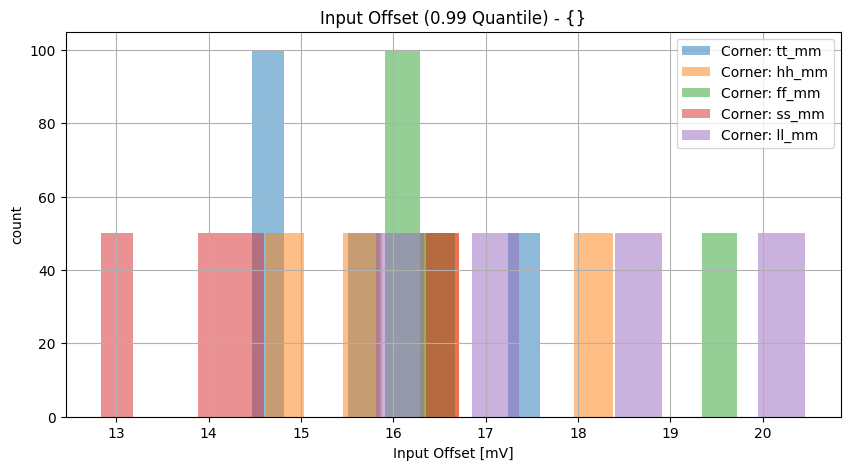 Input Offset (0.99 Quantile) - {}
100
80
60
40
20
0
count
13
14
15
16
17
18
19
20
Input Offset [mV]
Corner: tt_mm
Corner: hh_mm
Corner: ff_mm
Corner: ss_mm
Corner: ll_mm